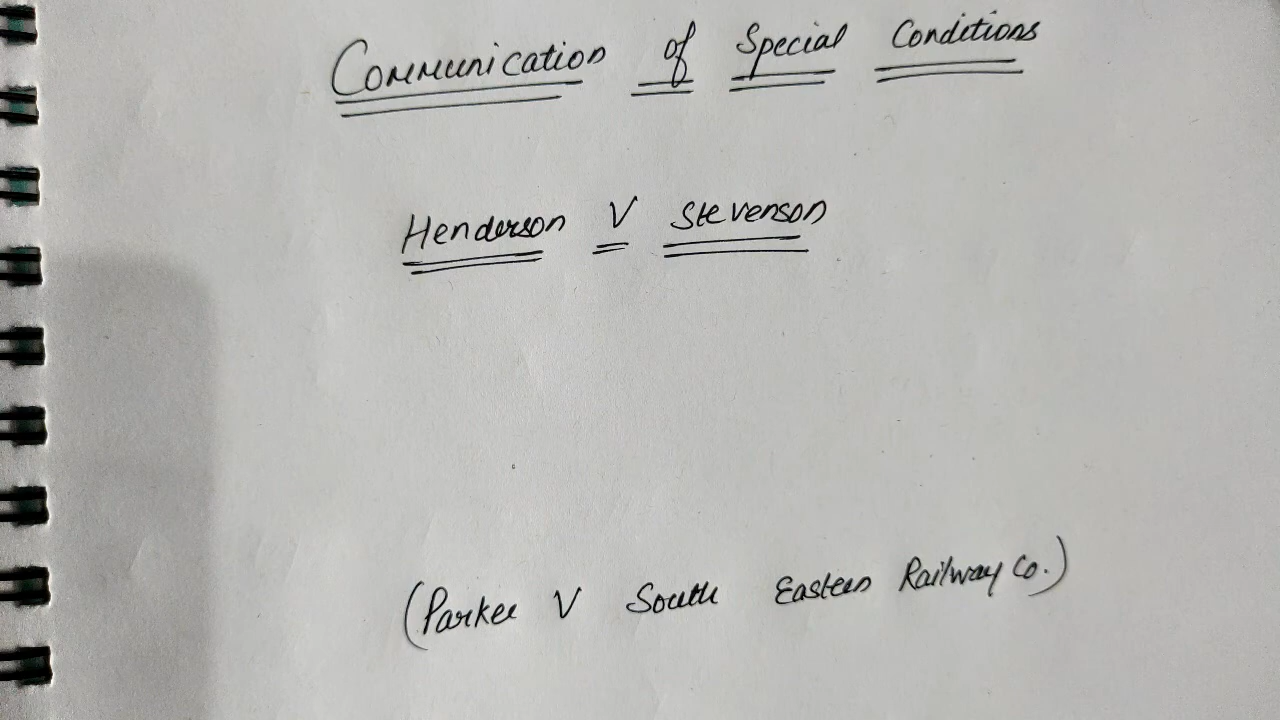 Communication of Special Conditions
Henderson V Stevenson
(Parker V South Eastern Railway Co.)